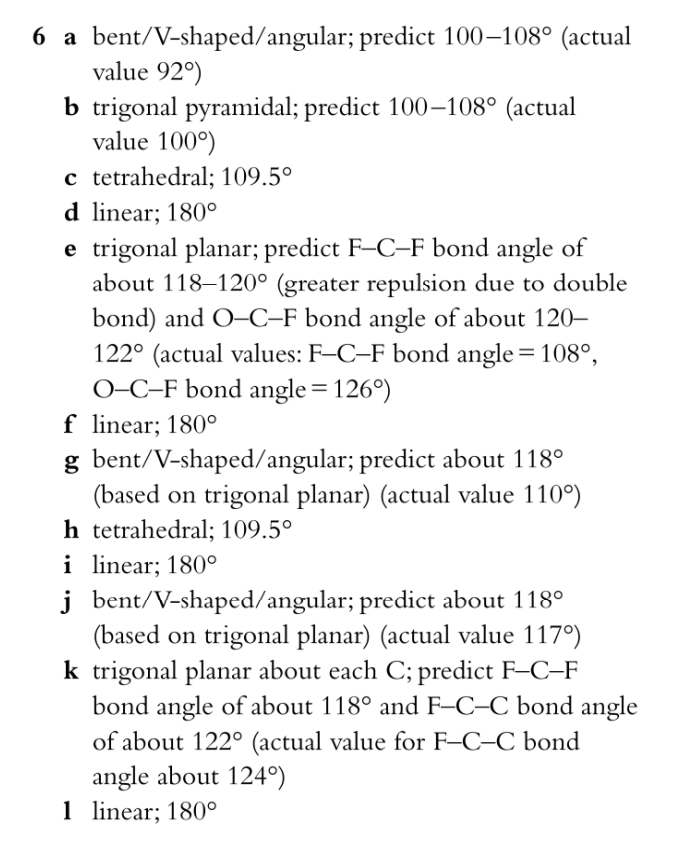 6 a bent/V-shaped/angular; predict 100–108° (actual
value 92°)
b trigonal pyramidal; predict 100–108° (actual
value 100°)
c tetrahedral; 109.5°
d linear; 180°
e trigonal planar; predict F–C–F bond angle of
about 118–120° (greater repulsion due to double
bond) and O–C–F bond angle of about 120–
122° (actual values: F–C–F bond angle = 108°,
O–C–F bond angle = 126°)
f linear; 180°
g bent/V-shaped/angular; predict about 118°
(based on trigonal planar) (actual value 110°)
h tetrahedral; 109.5°
i linear; 180°
j bent/V-shaped/angular; predict about 118°
(based on trigonal planar) (actual value 117°)
k trigonal planar about each C; predict F–C–F
bond angle of about 118° and F–C–C bond angle
of about 122° (actual value for F–C–C bond
angle about 124°)
l linear; 180°